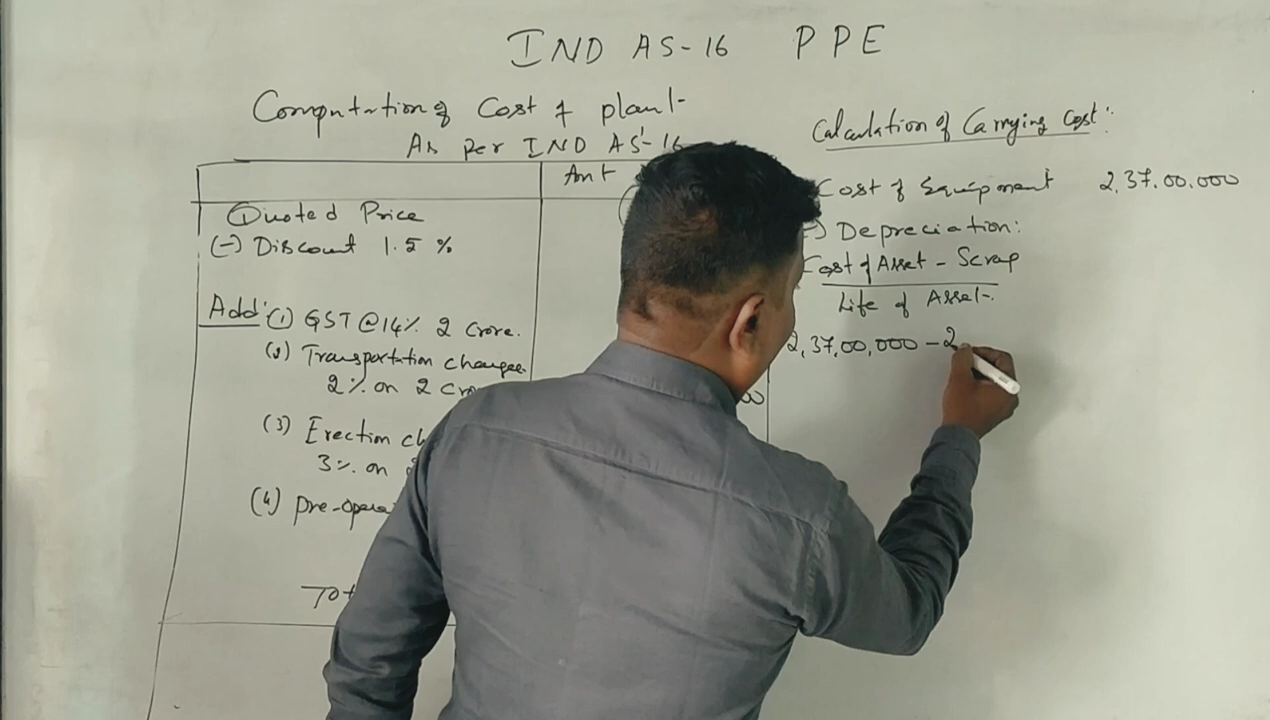 IND AS-16 PPE
Computation of Cost of plant
As per IND AS-16
Amt
Quoted Price
(-) Discount 1.5 %
Add: (1) GST @ 14% 2 Crore.
(2) Transportation charges
2% on 2 Cro
00
(3) Erection ch
3% on
(4) Pre-opera
Tot
Calculation of Carrying Cost:
Cost of Equipment 2,37,00,000
(-) Depreciation:
Cost of Asset - Scrap
Life of Asset.
2,37,00,000 - 2